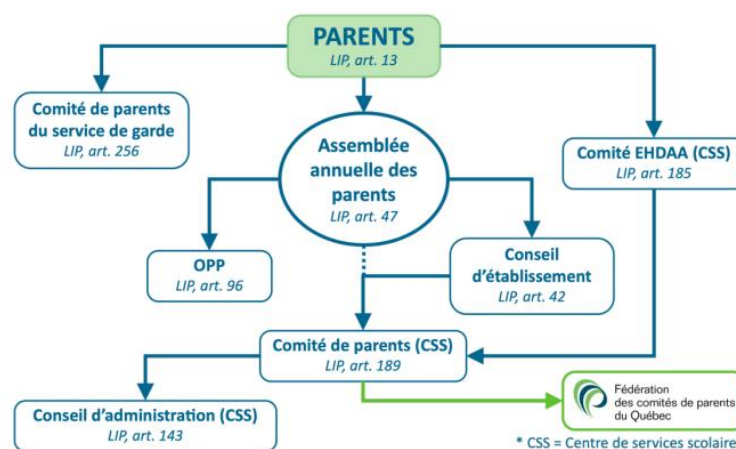 PARENTS
LIP, art. 13
Comité de parents
du service de garde
LIP, art. 256
Assemblée
annuelle des
parents
LIP, art. 47
Comité EHDAA (CSS)
LIP, art. 185
OPP
LIP, art. 96
Conseil
d’établissement
LIP, art. 42
Comité de parents (CSS)
LIP, art. 189
Conseil d’administration (CSS)
LIP, art. 143
Fédération
des comités de parents
du Québec
* CSS = Centre de services scolaire